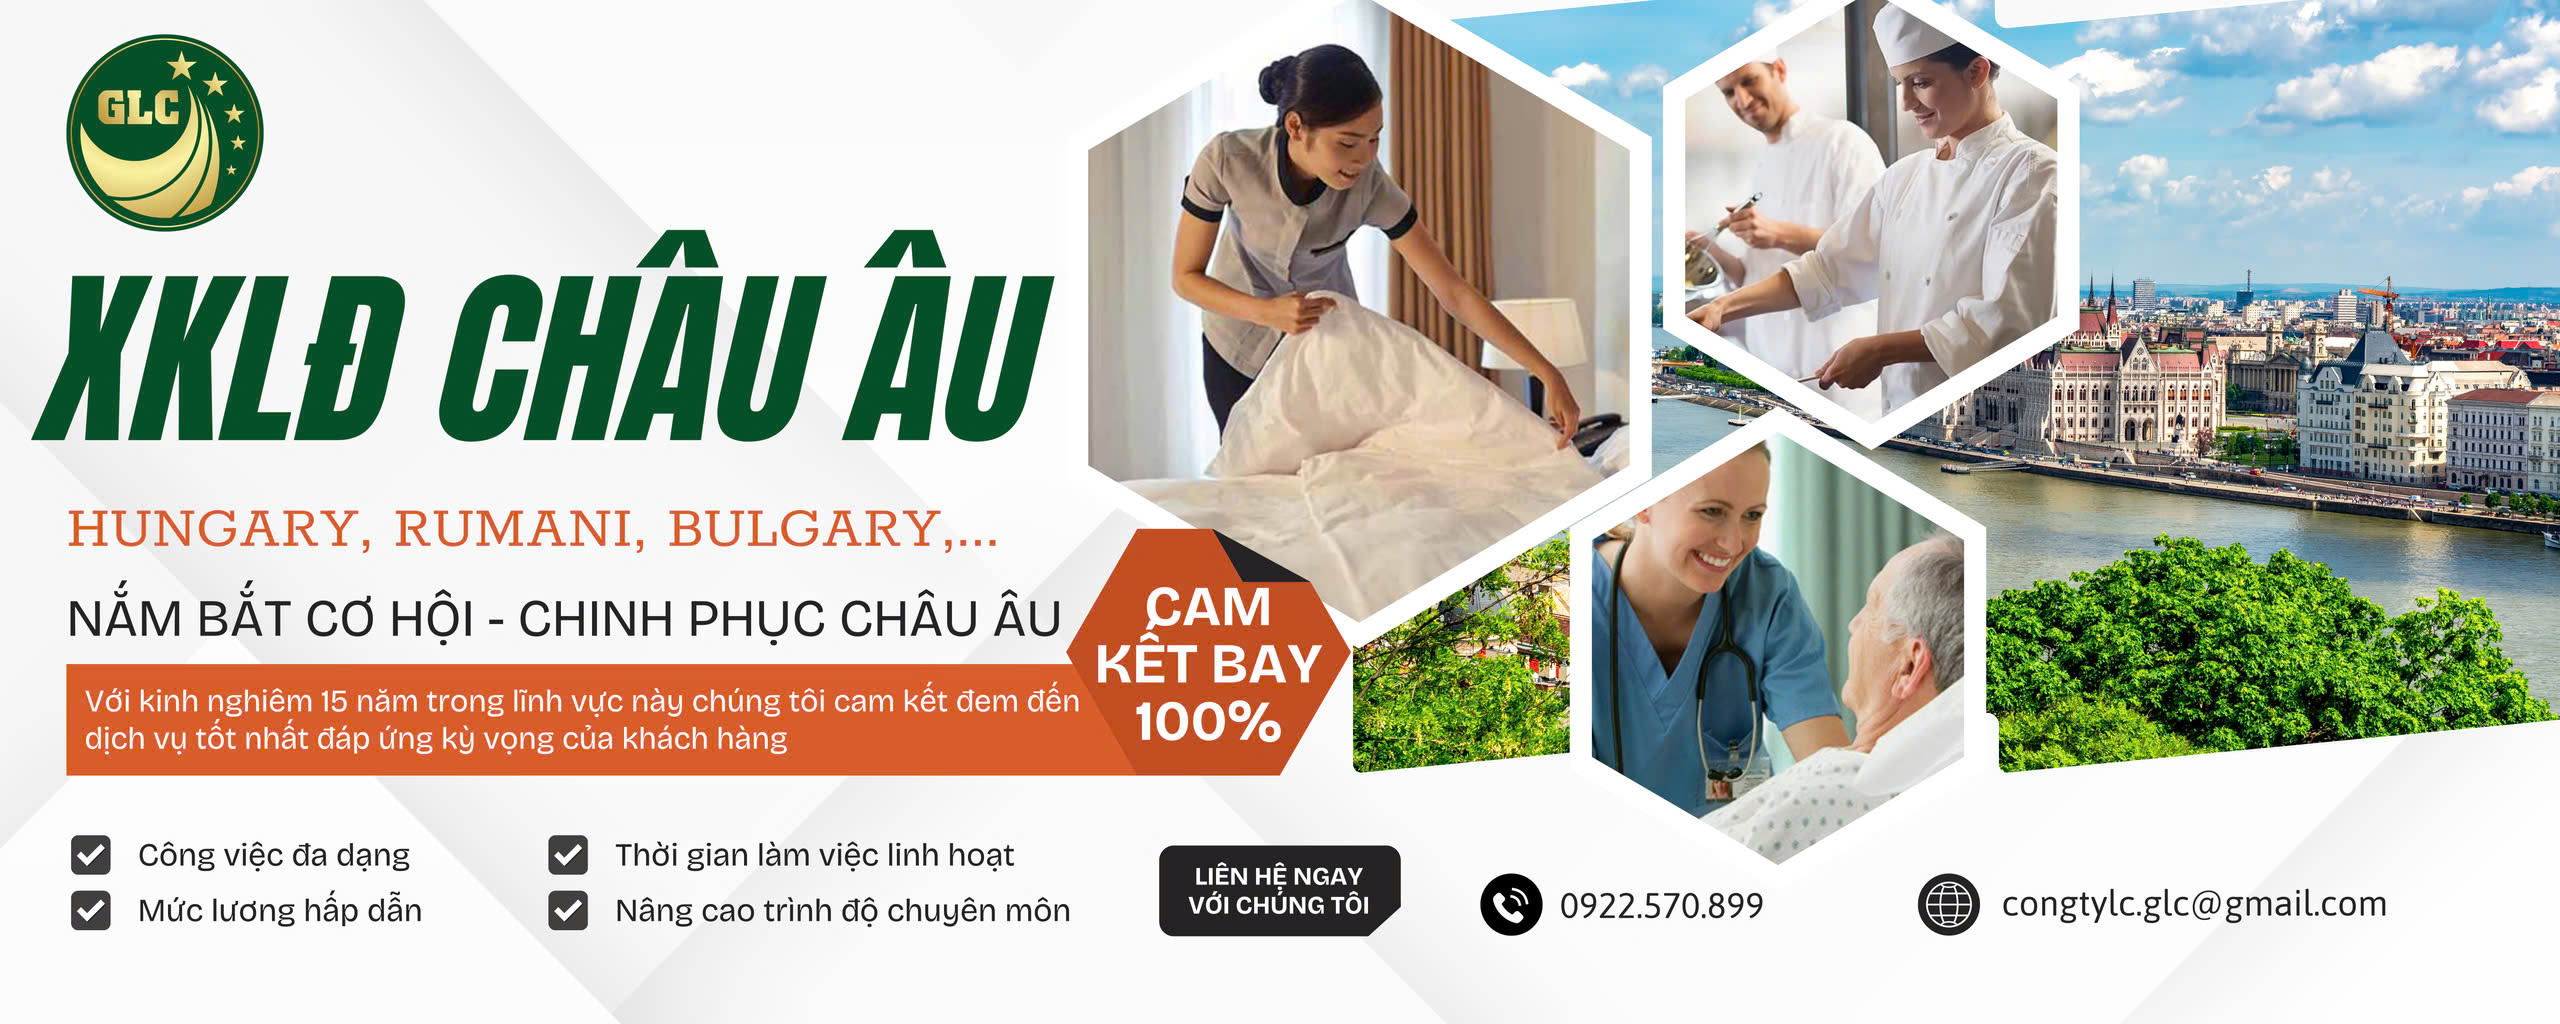 GLC
XKLĐ CHÂU ÂU
HUNGARY, RUMANI, BULGARY,...
NẮM BẮT CƠ HỘI - CHINH PHỤC CHÂU ÂU
Với kinh nghiêm 15 năm trong lĩnh vực này chúng tôi cam kết đem đến
dịch vụ tốt nhất đáp ứng kỳ vọng của khách hàng
CAM
KẾT BAY
100%
Công việc đa dạng
Mức lương hấp dẫn
Thời gian làm việc linh hoạt
Nâng cao trình độ chuyên môn
LIÊN HỆ NGAY
VỚI CHÚNG TÔI
0922.570.899
congtylc.glc@gmail.com